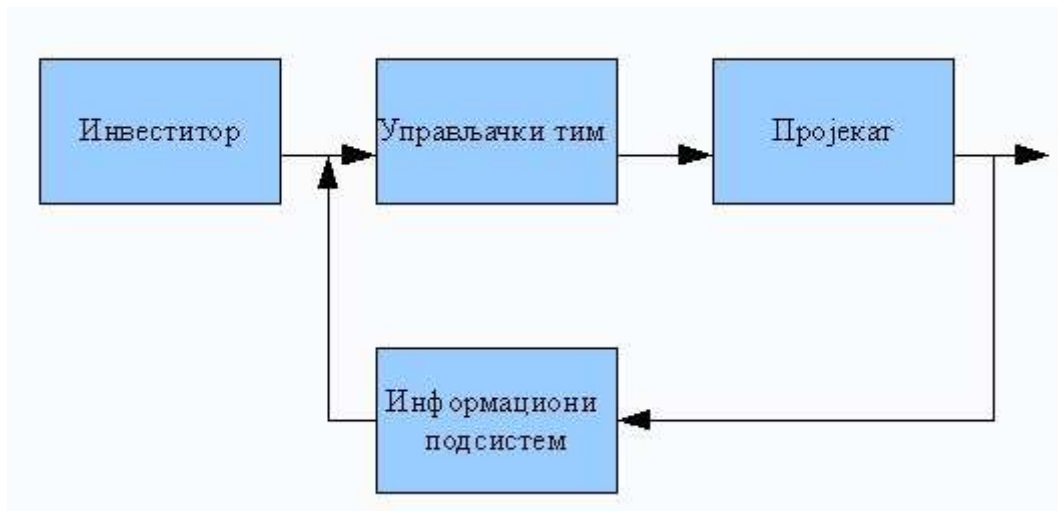 Инвеститор
Управљачки тим
Пројекат
Информациони
подсистем